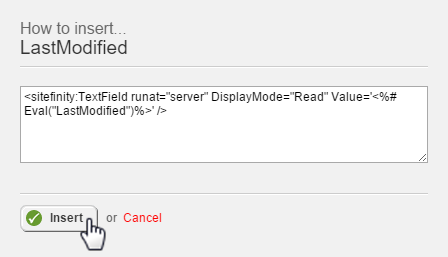 How to insert...
LastModified
<sitefinity:TextField runat="server" DisplayMode="Read" Value='<%#
Eval("LastModified")%>' />
Insert or Cancel